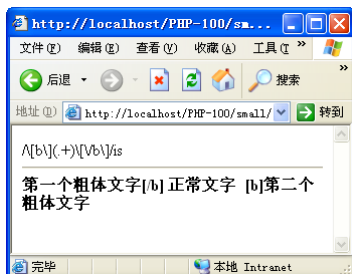 http://localhost/PHP-100/sm...
文件(F) 编辑(E) 查看(V) 收藏(A) 工具(T »
后退 搜索 »
地址(D) http://localhost/PHP-100/small/ 转到
/\[b\](.+)\[\/b\]/is
第一个粗体文字[/b] 正常文字 [b]第二个
粗体文字
完毕 本地 Intranet